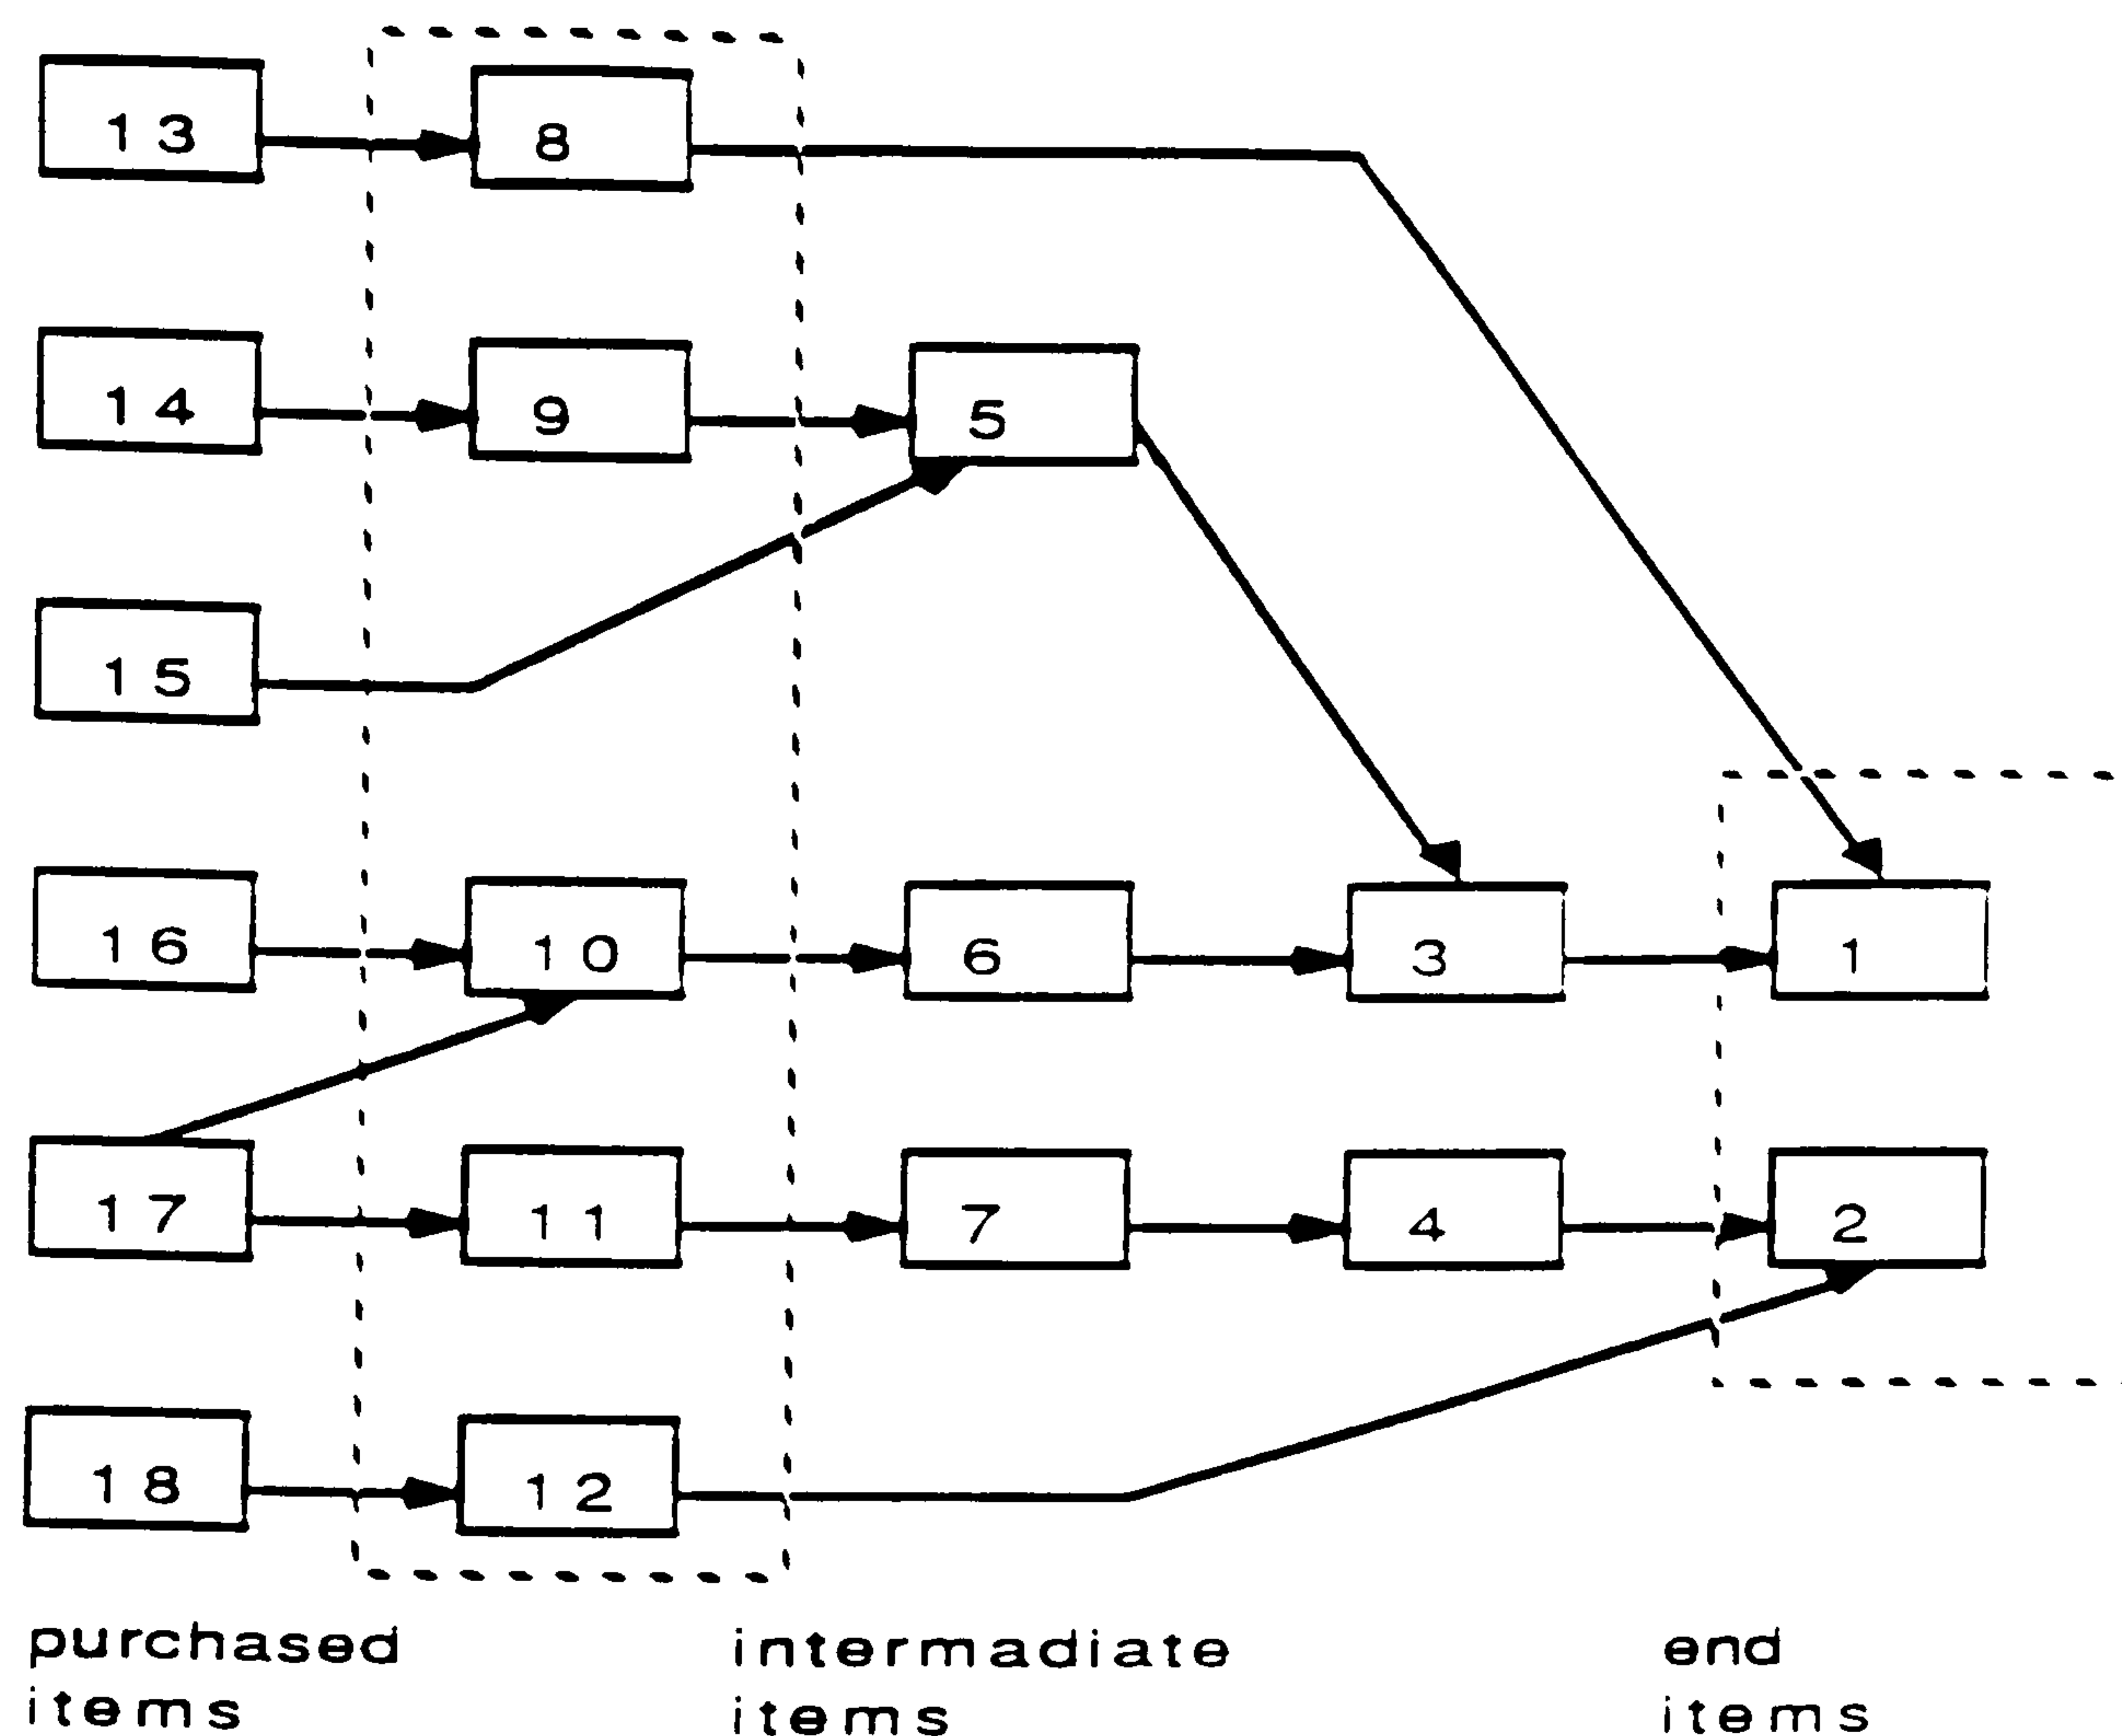 13 8
14 9 5
15
16 10 6 3 1
17 11 7 4 2
18 12
purchased intermadiate end
items items items